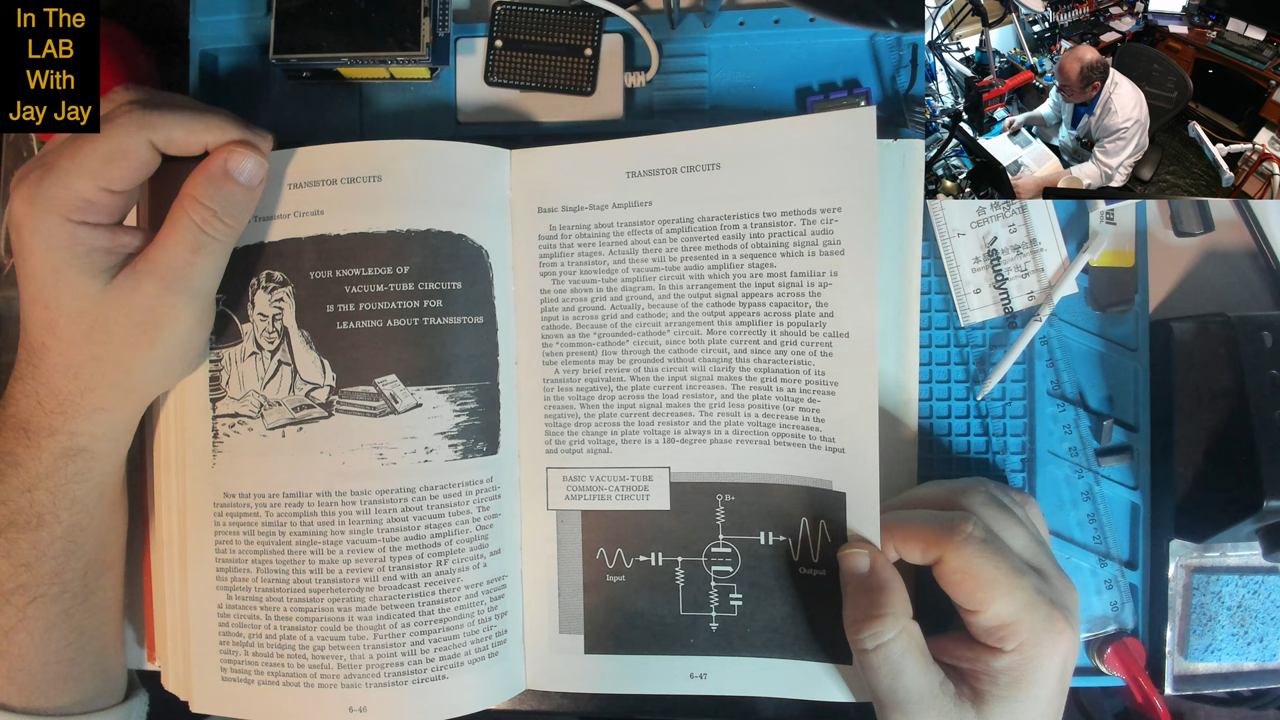 In The
LAB
With
Jay Jay
TRANSISTOR CIRCUITS
Transistor Circuits
YOUR KNOWLEDGE OF
VACUUM-TUBE CIRCUITS
IS THE FOUNDATION FOR
LEARNING ABOUT TRANSISTORS
Now that you are familiar with the basic operating characteristics of
transistors, you are ready to learn how transistors can be used in practi-
cal equipment. To accomplish this you will learn about transistor circuits
in a sequence similar to that used in learning about vacuum tubes. The
process will begin by examining how single transistor stages can be com-
pared to the equivalent single-stage vacuum-tube audio amplifier. Once
that is accomplished there will be a review of the methods of coupling
transistor stages together to make up several types of complete audio
amplifiers. Following this will be a review of transistor RF circuits, and
this phase of learning about transistors will end with an analysis of a
completely transistorized superheterodyne broadcast receiver.
In learning about transistor operating characteristics there were sever-
al instances where a comparison was made between transistor and vacuum
tube circuits. In these comparisons it was indicated that the emitter, base
and collector of a transistor could be thought of as corresponding to the
cathode, grid and plate of a vacuum tube. Further comparisons of this type
are helpful in bridging the gap between transistor and vacuum tube cir-
cuitry. It should be noted, however, that a point will be reached where this
comparison ceases to be useful. Better progress can be made at that time
by basing the explanation of more advanced transistor circuits upon the
knowledge gained about the more basic transistor circuits.
6-46
TRANSISTOR CIRCUITS
Basic Single-Stage Amplifiers
In learning about transistor operating characteristics two methods were
found for obtaining the effects of amplification from a transistor. The cir-
cuits that were learned about can be converted easily into practical audio
amplifier stages. Actually there are three methods of obtaining signal gain
from a transistor, and these will be presented in a sequence which is based
upon your knowledge of vacuum-tube audio amplifier stages.
The vacuum-tube amplifier circuit with which you are most familiar is
the one shown in the diagram. In this arrangement the input signal is ap-
plied across grid and ground, and the output signal appears across the
plate and ground. Actually, because of the cathode bypass capacitor, the
input is across grid and cathode; and the output appears across plate and
cathode. Because of the circuit arrangement this amplifier is popularly
known as the "grounded-cathode" circuit. More correctly it should be called
the "common-cathode" circuit, since both plate current and grid current
(when present) flow through the cathode circuit, and since any one of the
tube elements may be grounded without changing this characteristic.
A very brief review of this circuit will clarify the explanation of its
transistor equivalent. When the input signal makes the grid more positive
(or less negative), the plate current increases. The result is an increase
in the voltage drop across the load resistor, and the plate voltage de-
creases. When the input signal makes the grid less positive (or more
negative), the plate current decreases. The result is a decrease in the
voltage drop across the load resistor and the plate voltage increases.
Since the change in plate voltage is always in a direction opposite to that
of the grid voltage, there is a 180-degree phase reversal between the input
and output signal.
BASIC VACUUM-TUBE
COMMON-CATHODE
AMPLIFIER CIRCUIT
B+
Input
Output
6-47
CERTIFICATE
studymate